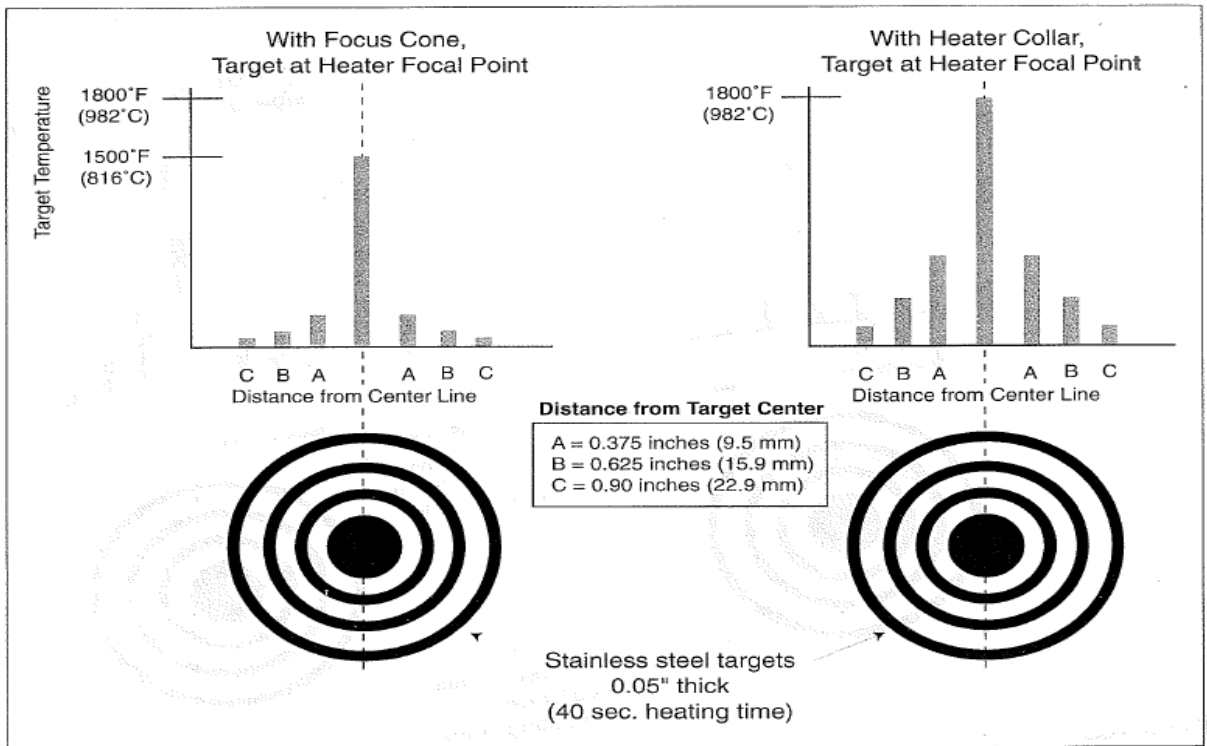 With Focus Cone,
Target at Heater Focal Point
Target Temperature
1800°F
(982°C)
1500°F
(816°C)
C B A A B C
Distance from Center Line
With Heater Collar,
Target at Heater Focal Point
1800°F
(982°C)
C B A A B C
Distance from Center Line
Distance from Target Center
A = 0.375 inches (9.5 mm)
B = 0.625 inches (15.9 mm)
C = 0.90 inches (22.9 mm)
Stainless steel targets
0.05" thick
(40 sec. heating time)